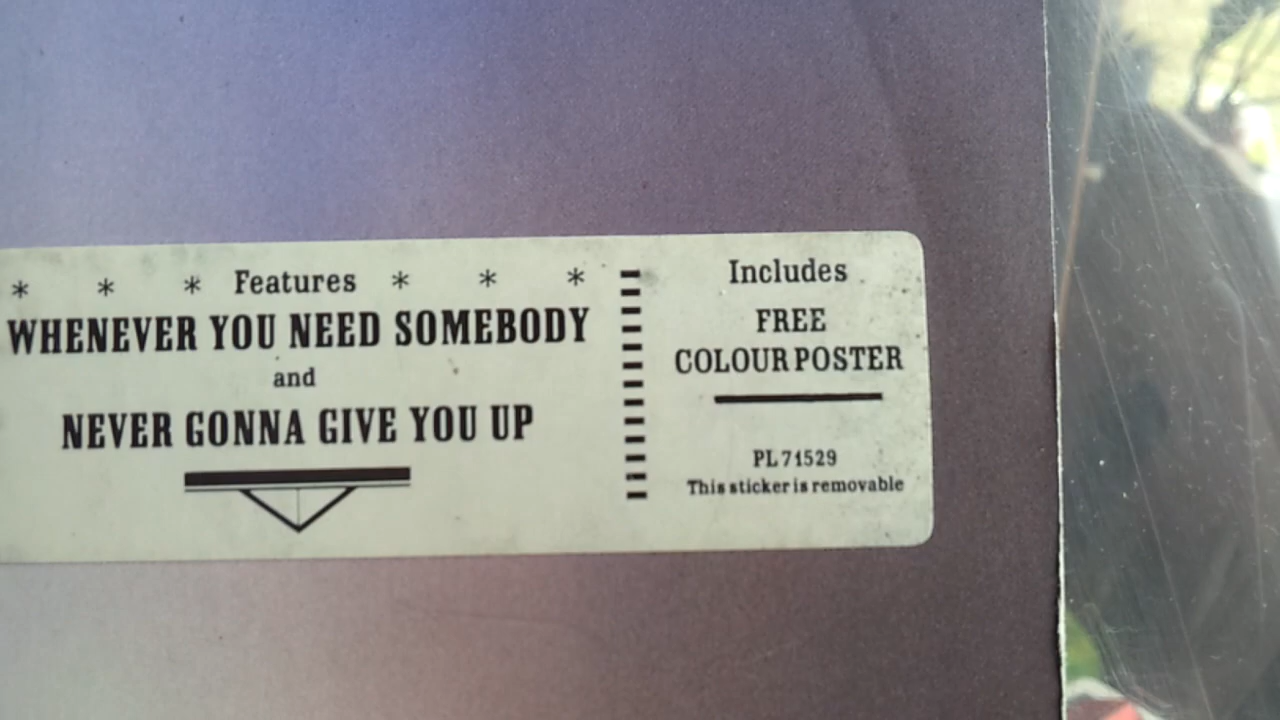 * * * Features * * *
WHENEVER YOU NEED SOMEBODY
and
NEVER GONNA GIVE YOU UP
Includes
FREE
COLOUR POSTER
PL 71529
This sticker is removable